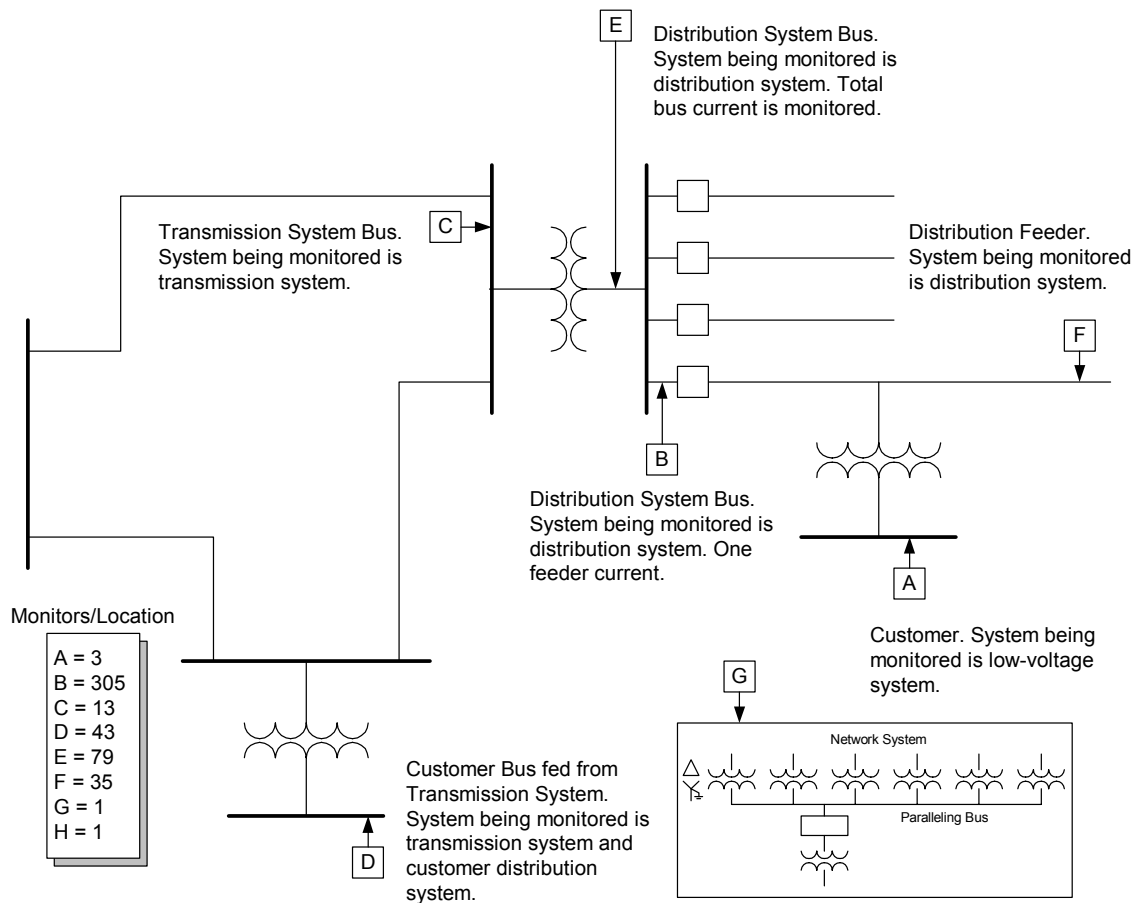 E
Distribution System Bus.
System being monitored is
distribution system. Total
bus current is monitored.
C
Transmission System Bus.
System being monitored is
transmission system.
Distribution Feeder.
System being monitored
is distribution system.
F
B
Distribution System Bus.
System being monitored is
distribution system. One
feeder current.
A
Customer. System being
monitored is low-voltage
system.
Monitors/Location
A = 3
B = 305
C = 13
D = 43
E = 79
F = 35
G = 1
H = 1
Customer Bus fed from
Transmission System.
System being monitored is
transmission system and
customer distribution
system.
D
G
Network System
Paralleling Bus